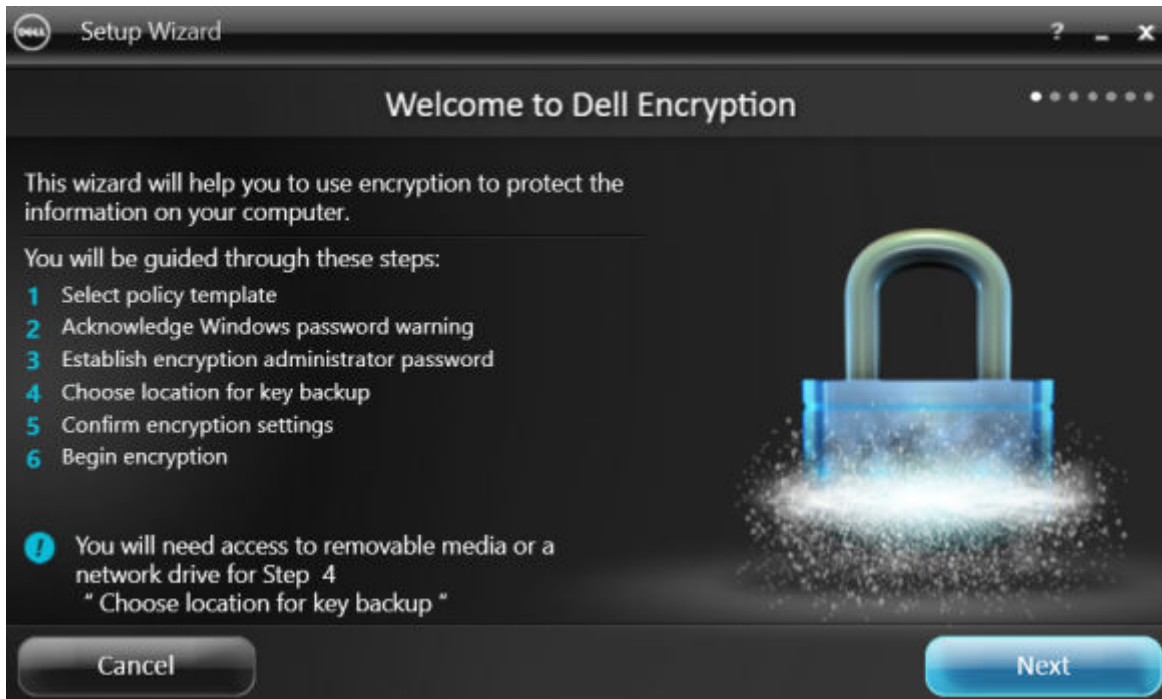 DELL
Setup Wizard
?
Welcome to Dell Encryption
This wizard will help you to use encryption to protect the
information on your computer.
You will be guided through these steps:
1 Select policy template
2 Acknowledge Windows password warning
3 Establish encryption administrator password
4 Choose location for key backup
5 Confirm encryption settings
6 Begin encryption
! You will need access to removable media or a
network drive for Step 4
" Choose location for key backup "
Cancel
Next